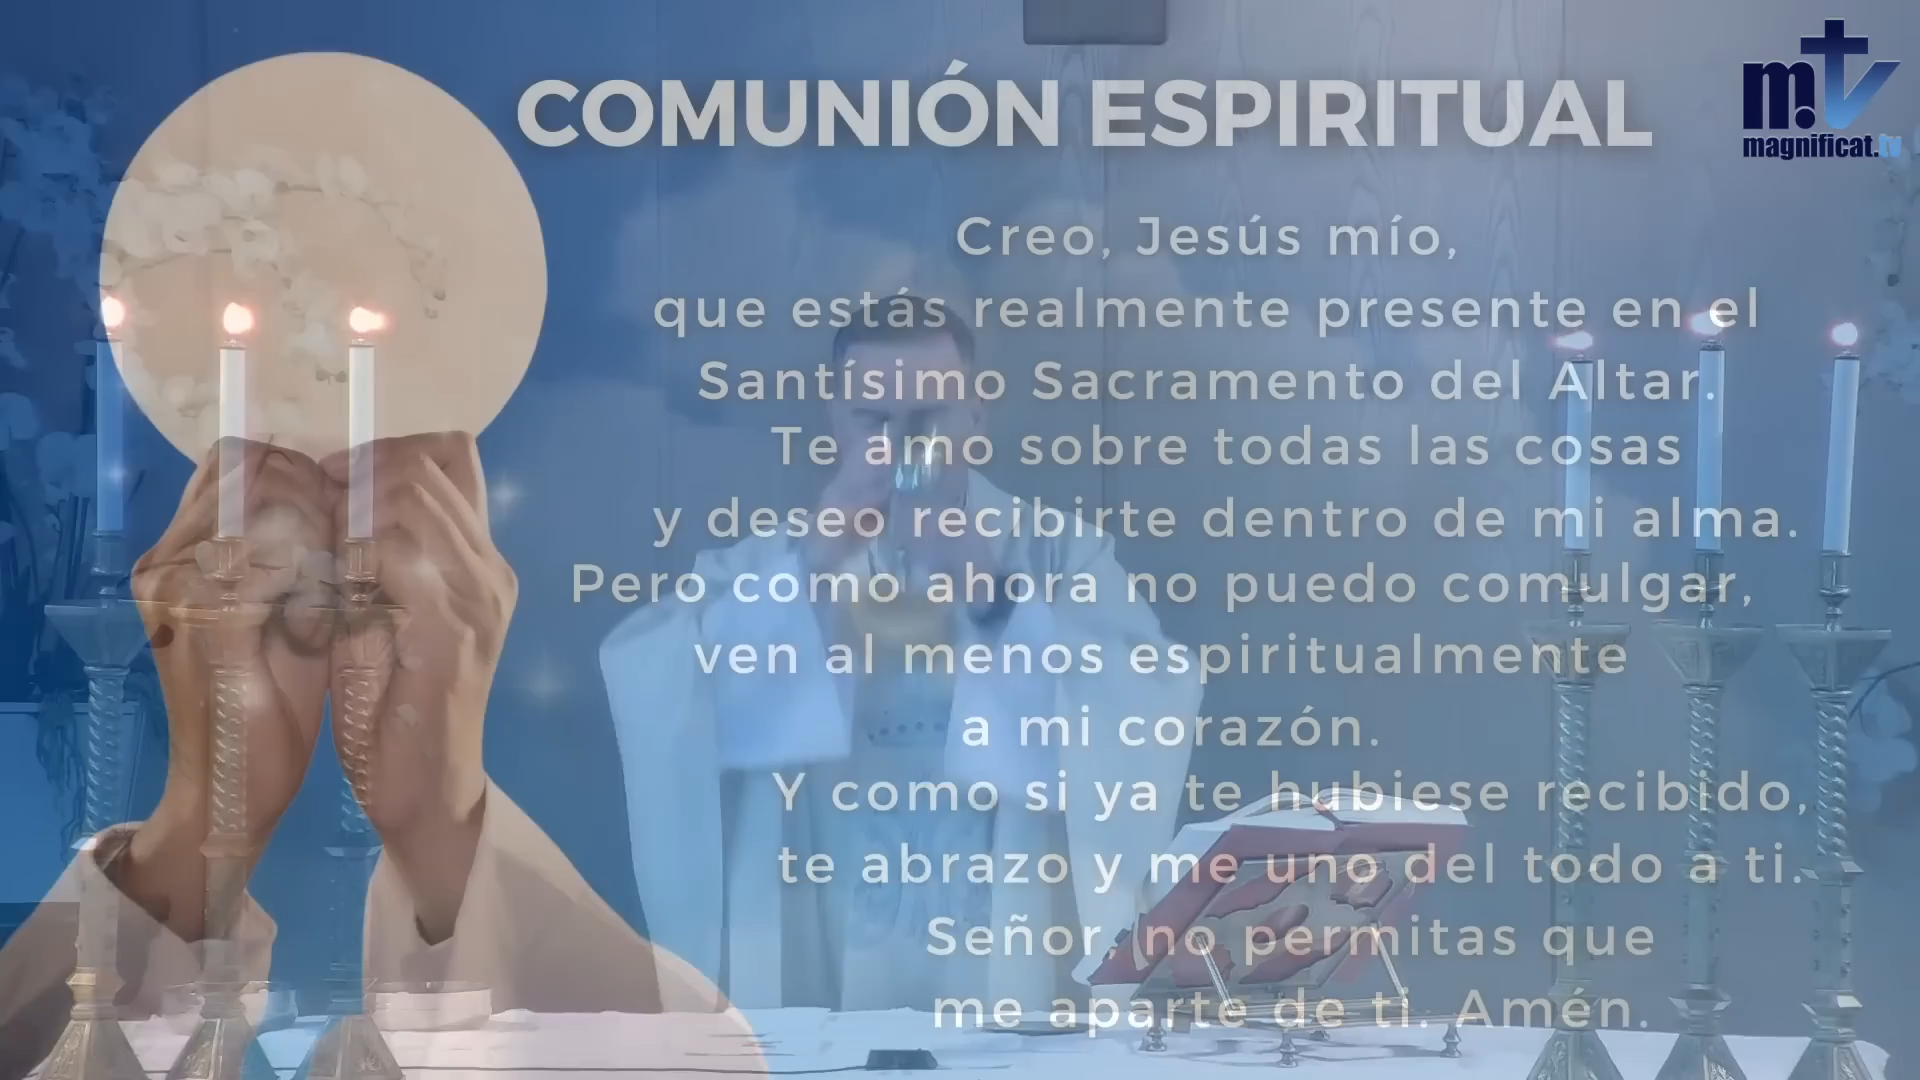 COMUNIÓN ESPIRITUAL
m.tv
magnificat.tv
Creo, Jesús mío,
que estás realmente presente en el
Santísimo Sacramento del Altar.
Te amo sobre todas las cosas
y deseo recibirte dentro de mi alma.
Pero como ahora no puedo comulgar,
ven al menos espiritualmente
a mi corazón.
Y como si ya te hubiese recibido,
te abrazo y me uno del todo a ti.
Señor, no permitas que
me aparte de ti. Amén.